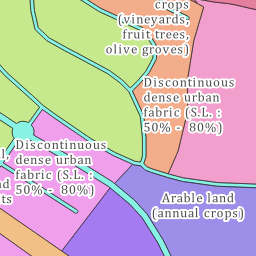 crops
(vineyards,
fruit trees,
olive groves)
Discontinuous
dense urban
fabric (S.L. :
50% - 80%)
Discontinuous
dense urban
fabric (S.L. :
50% - 80%)
Arable land
(annual crops)